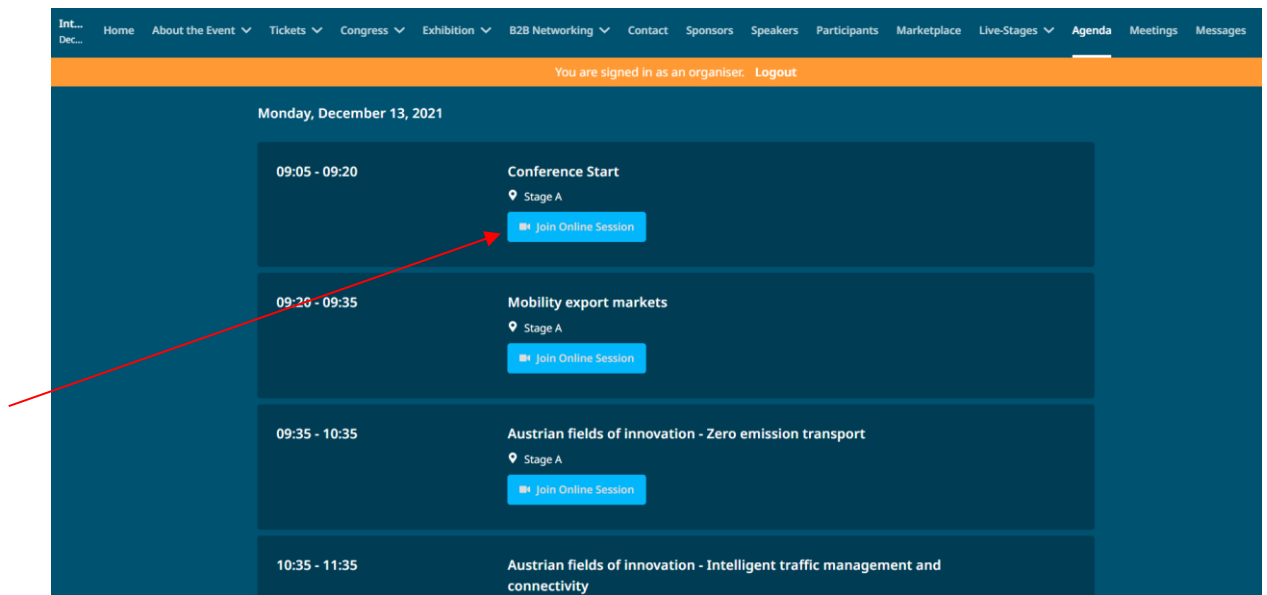 Int...
Dec...
Home About the Event Tickets Congress Exhibition B2B Networking Contact Sponsors Speakers Participants Marketplace Live-Stages Agenda Meetings Messages
You are signed in as an organiser. Logout
Monday, December 13, 2021
09:05 - 09:20 Conference Start
Stage A
Join Online Session
09:20 - 09:35 Mobility export markets
Stage A
Join Online Session
09:35 - 10:35 Austrian fields of innovation - Zero emission transport
Stage A
Join Online Session
10:35 - 11:35 Austrian fields of innovation - Intelligent traffic management and
connectivity